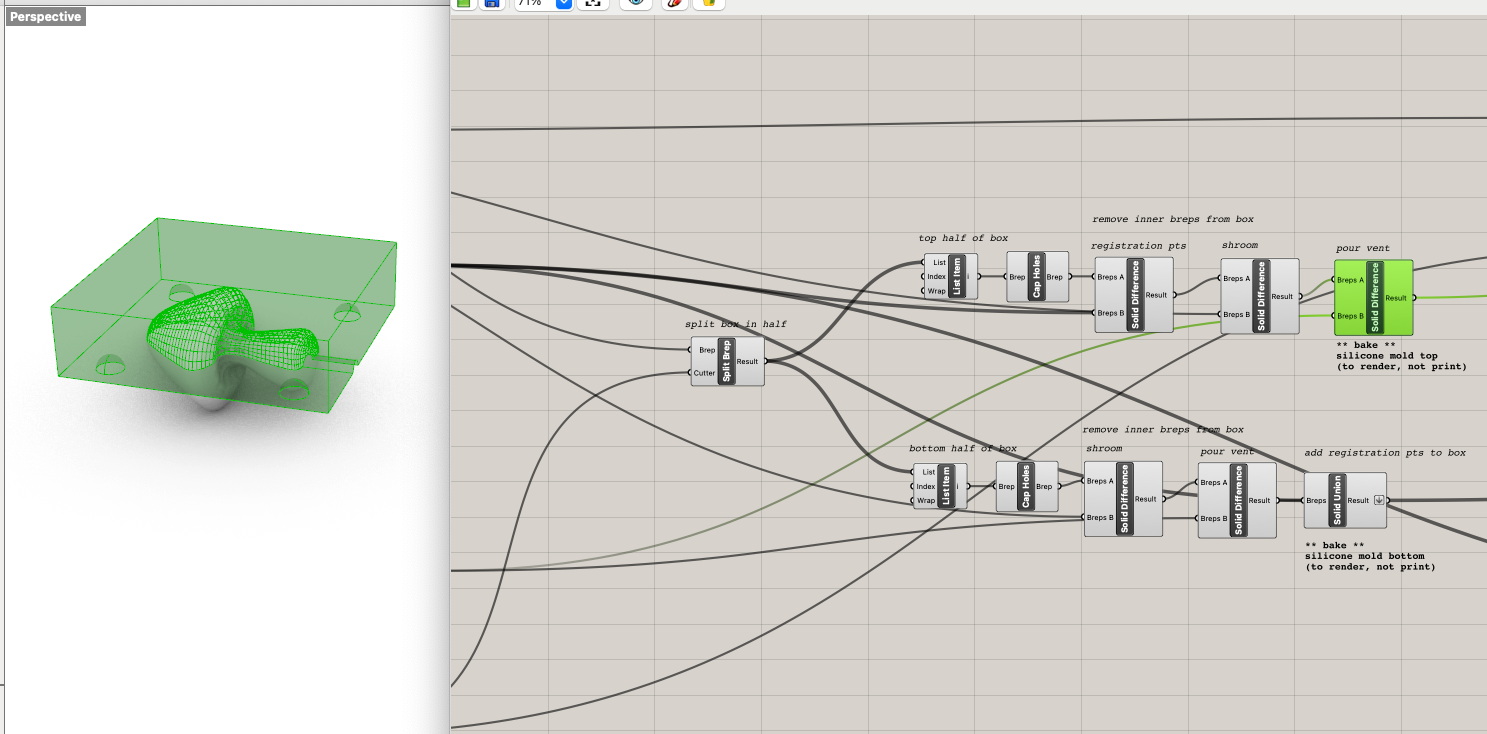 Perspective
71%
remove inner breps from box
top half of box
registration pts
shroom
pour vent
List
Index
Wrap
List Item
i
Brep
Cap Holes
Brep
Breps A
Breps B
Solid Difference
Result
Breps A
Breps B
Solid Difference
Result
Breps A
Breps B
Solid Difference
Result
split box in half
Brep
Cutter
Split Brep
Result
** bake **
silicone mold top
(to render, not print)
remove inner breps from box
bottom half of box
shroom
pour vent
add registration pts to box
List
Index
Wrap
List Item
i
Brep
Cap Holes
Brep
Breps A
Breps B
Solid Difference
Result
Breps A
Breps B
Solid Difference
Result
Breps
Solid Union
Result
** bake **
silicone mold bottom
(to render, not print)